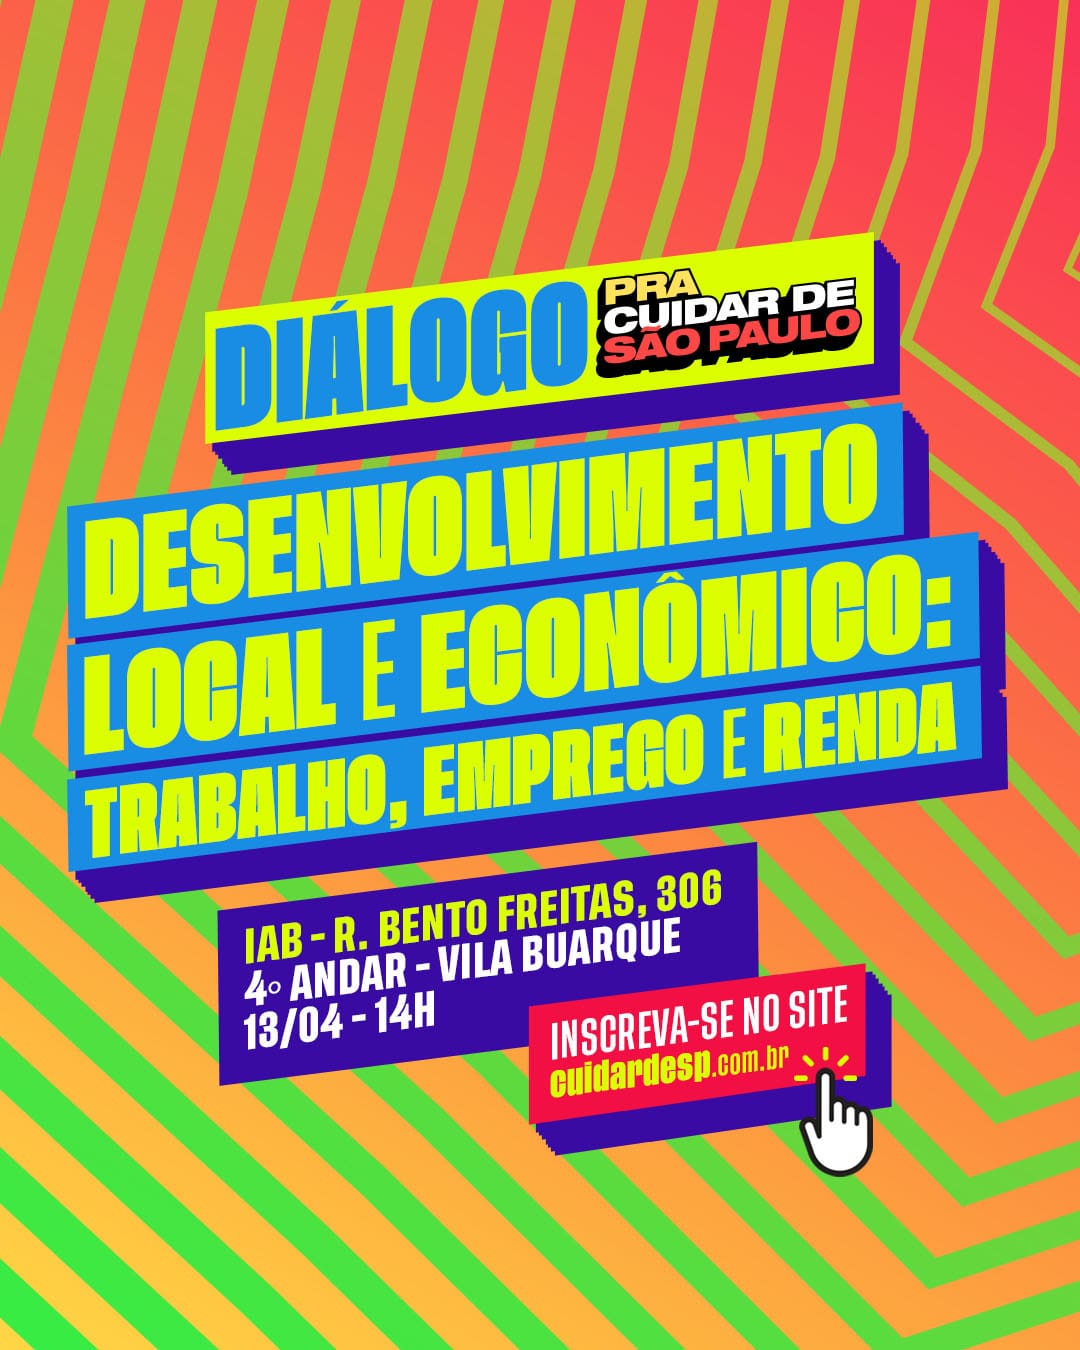 DIÁLOGO
PRA
CUIDAR DE
SÃO PAULO
DESENVOLVIMENTO
LOCAL E ECONÔMICO:
TRABALHO, EMPREGO E RENDA
IAB - R. BENTO FREITAS, 306
4º ANDAR - VILA BUARQUE
13/04 - 14H
INSCREVA-SE NO SITE
cuidardesp.com.br